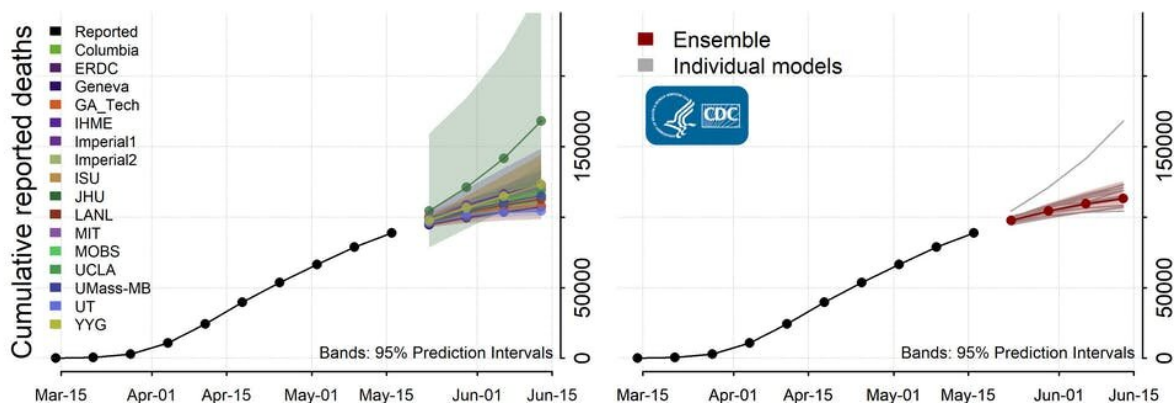 Cumulative reported deaths
Reported
Columbia
ERDC
Geneva
GA_Tech
IHME
Imperial1
Imperial2
ISU
JHU
LANL
MIT
MOBS
UCLA
UMass-MB
UT
YYG
Bands: 95% Prediction Intervals
150000
50000
0
Mar-15 Apr-01 Apr-15 May-01 May-15 Jun-01 Jun-15
Ensemble
Individual models
CDC
Bands: 95% Prediction Intervals
150000
50000
0
Mar-15 Apr-01 Apr-15 May-01 May-15 Jun-01 Jun-15